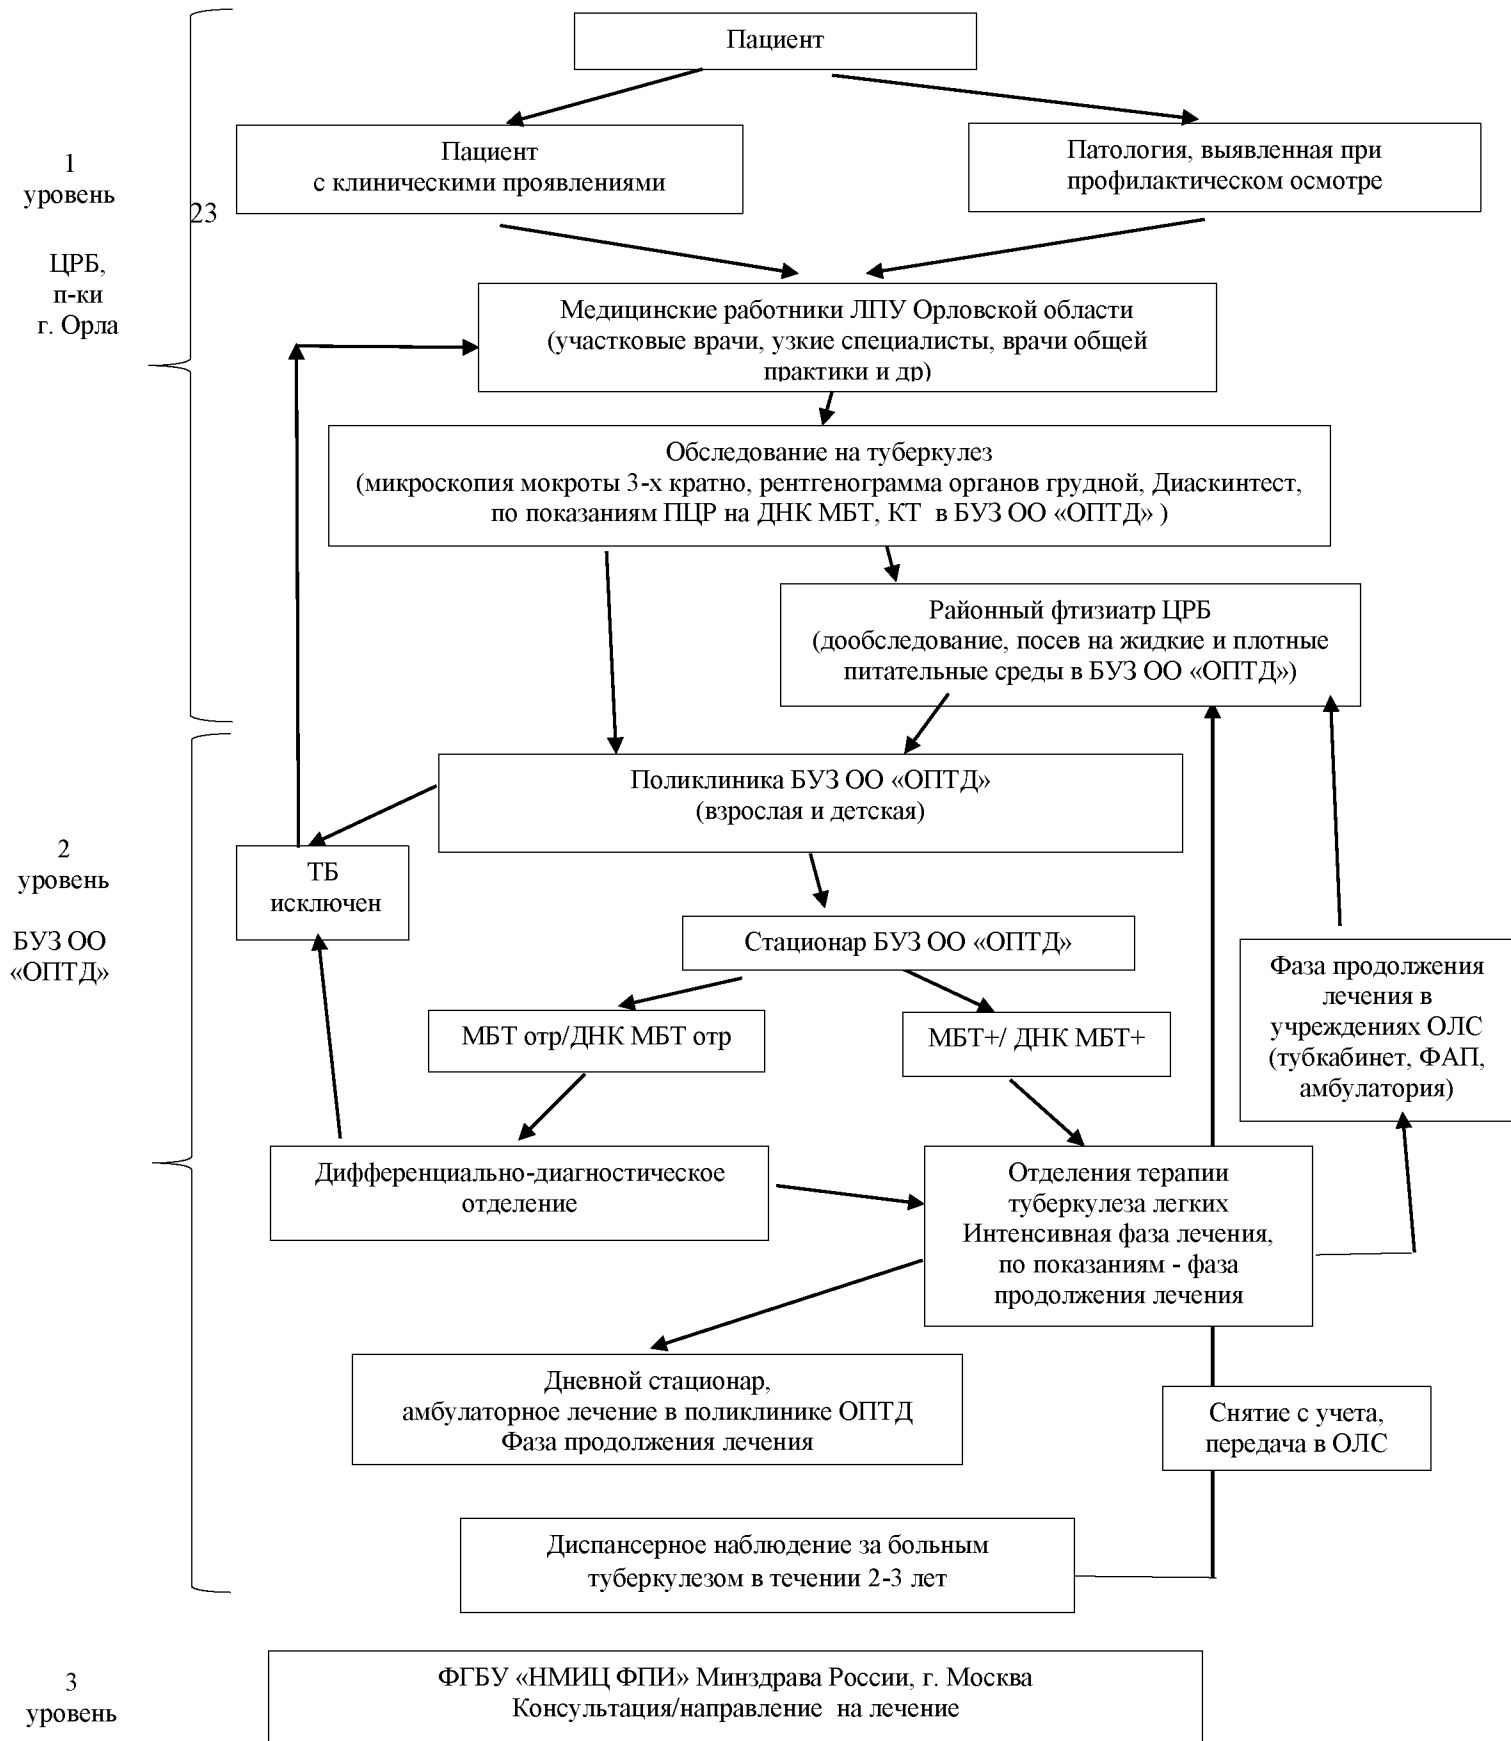 Пациент
Пациент
с клиническими проявлениями
Патология, выявленная при
профилактическом осмотре
1
уровень
23
ЦРБ,
п-ки
г. Орла
Медицинские работники ЛПУ Орловской области
(участковые врачи, узкие специалисты, врачи общей
практики и др)
Обследование на туберкулез
(микроскопия мокроты 3-х кратно, рентгенограмма органов грудной, Диаскинтест,
по показаниям ПЦР на ДНК МБТ, КТ в БУЗ ОО «ОПТД» )
Районный фтизиатр ЦРБ
(дообследование, посев на жидкие и плотные
питательные среды в БУЗ ОО «ОПТД»)
Поликлиника БУЗ ОО «ОПТД»
(взрослая и детская)
2
уровень
БУЗ ОО
«ОПТД»
ТБ
исключен
Стационар БУЗ ОО «ОПТД»
Фаза продолжения
лечения в
учреждениях ОЛС
(тубкабинет, ФАП,
амбулатория)
МБТ отр/ДНК МБТ отр
МБТ+/ ДНК МБТ+
Дифференциально-диагностическое
отделение
Отделения терапии
туберкулеза легких
Интенсивная фаза лечения,
по показаниям - фаза
продолжения лечения
Дневной стационар,
амбулаторное лечение в поликлинике ОПТД
Фаза продолжения лечения
Снятие с учета,
передача в ОЛС
Диспансерное наблюдение за больным
туберкулезом в течении 2-3 лет
3
уровень
ФГБУ «НМИЦ ФПИ» Минздрава России, г. Москва
Консультация/направление на лечение